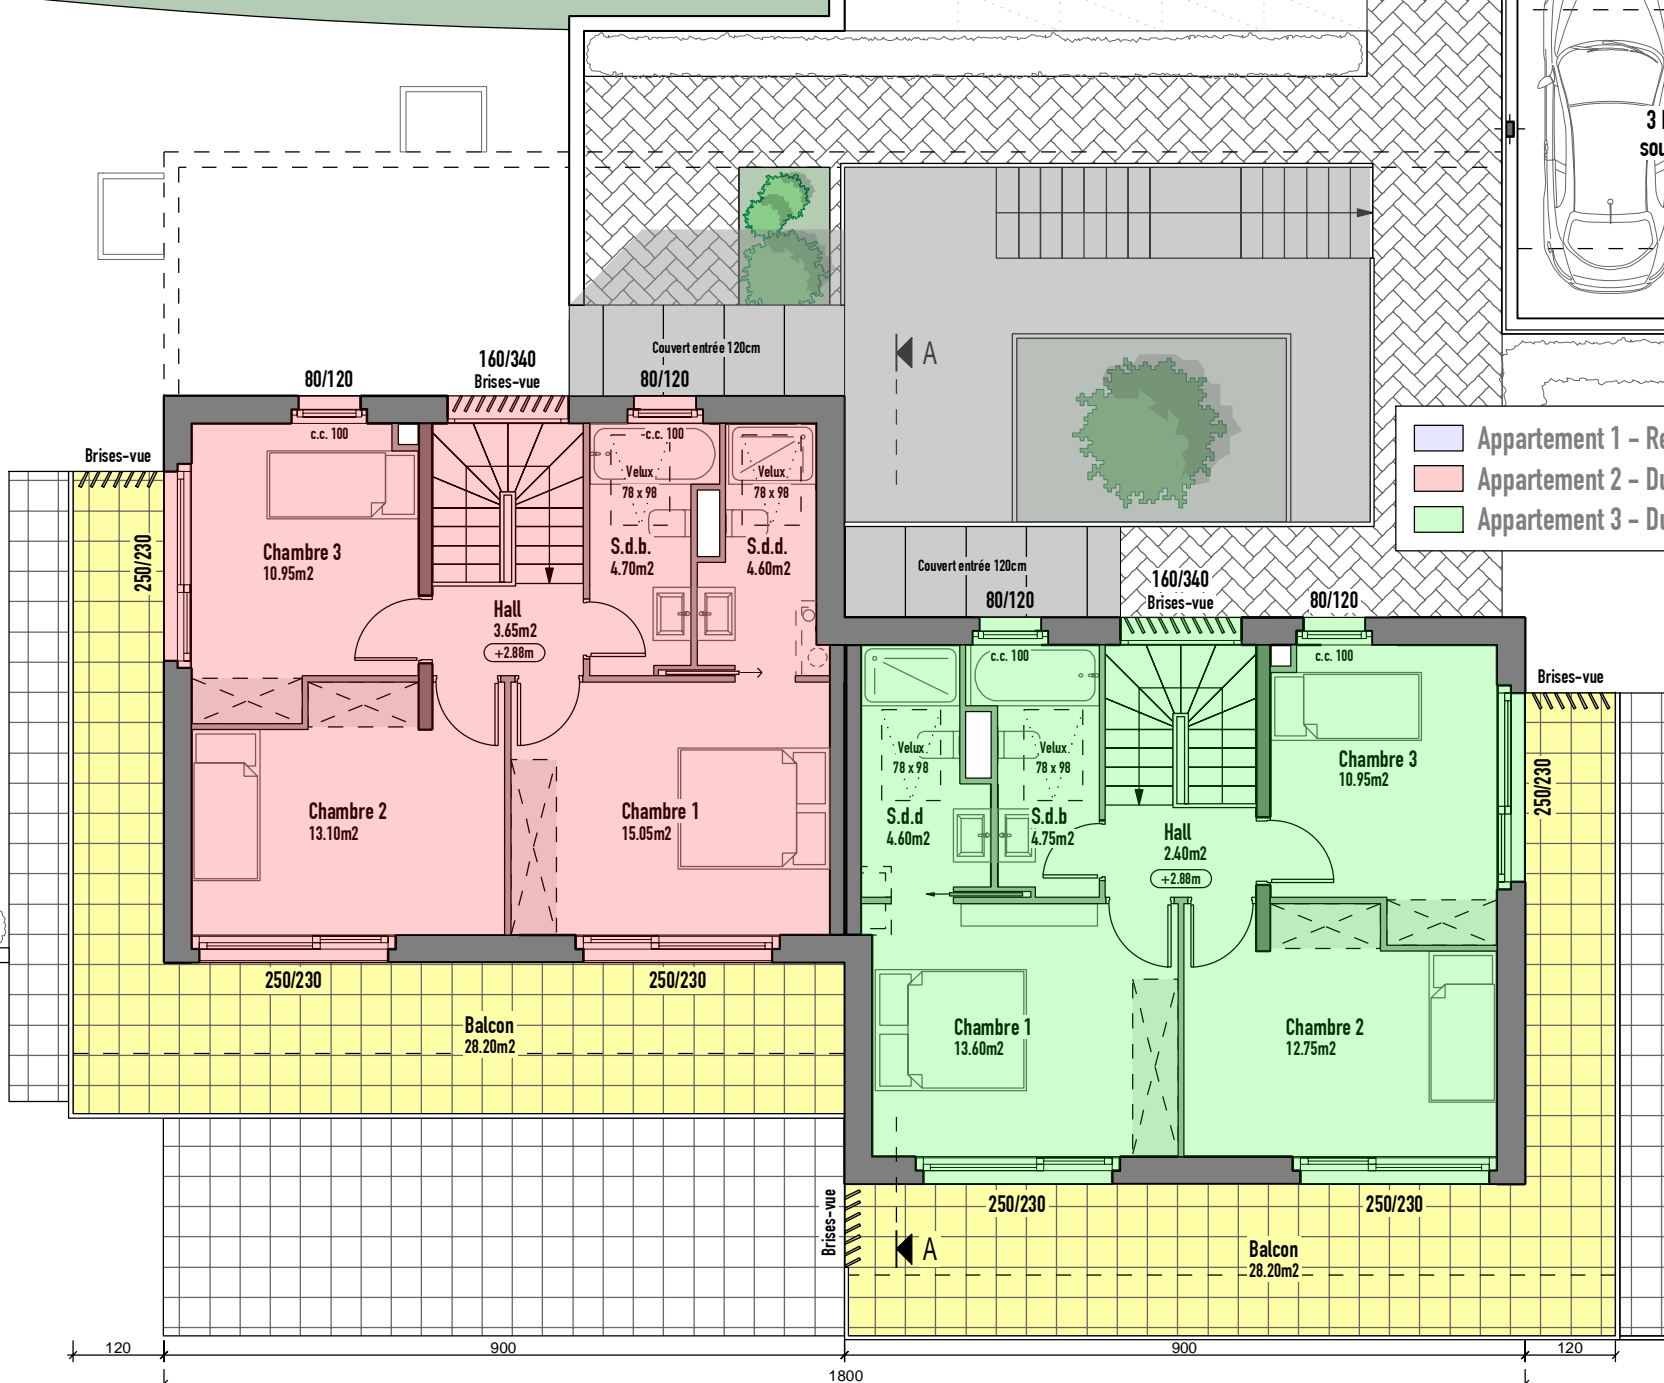 3
Couvert entrée 120cm
A
160/340
Brises-vue
80/120
80/120
c.c. 100
c.c. 100
Brises-vue
Velux
78 x 98
Velux
78 x 98
250/230
Chambre 3
10.95m2
S.d.b.
4.70m2
S.d.d.
4.60m2
Hall
3.65m2
+2.88m
Chambre 2
13.10m2
Chambre 1
15.05m2
250/230
250/230
Balcon
28.20m2
Appartement 1 - Re
Appartement 2 - Du
Appartement 3 - Du
Couvert entrée 120cm
80/120
160/340
Brises-vue
80/120
c.c. 100
c.c. 100
Brises-vue
Velux
78 x 98
Velux
78 x 98
Chambre 3
10.95m2
250/230
S.d.d
4.60m2
S.d.b
4.75m2
Hall
2.40m2
+2.88m
Chambre 1
13.60m2
Chambre 2
12.75m2
250/230
250/230
Brises-vue
A
Balcon
28.20m2
120
900
900
120
1800